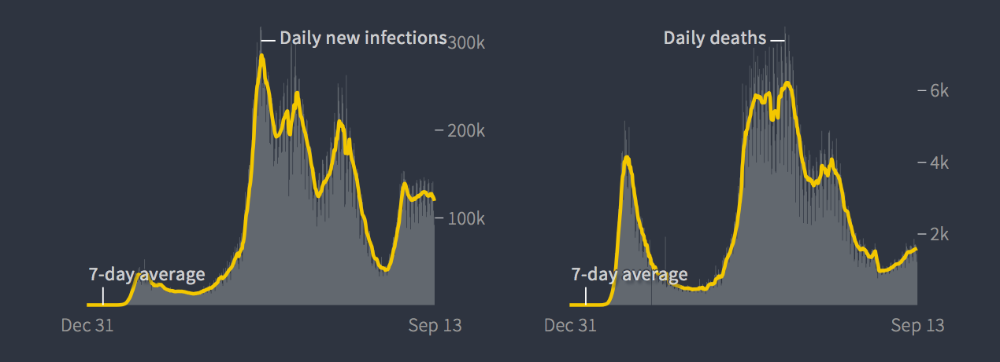 Daily new infections
300k
200k
100k
7-day average
Dec 31
Sep 13
Daily deaths
6k
4k
2k
7-day average
Dec 31
Sep 13